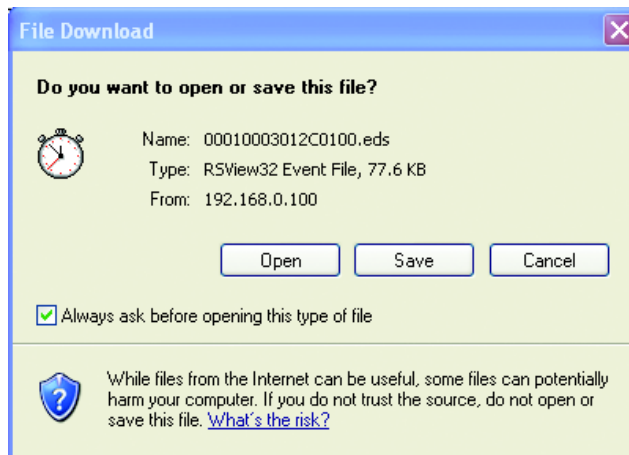 File Download
Do you want to open or save this file?
Name: 00010003012C0100.eds
Type: RSView32 Event File, 77.6 KB
From: 192.168.0.100
Open Save Cancel
Always ask before opening this type of file
While files from the Internet can be useful, some files can potentially
harm your computer. If you do not trust the source, do not open or
save this file. What's the risk?